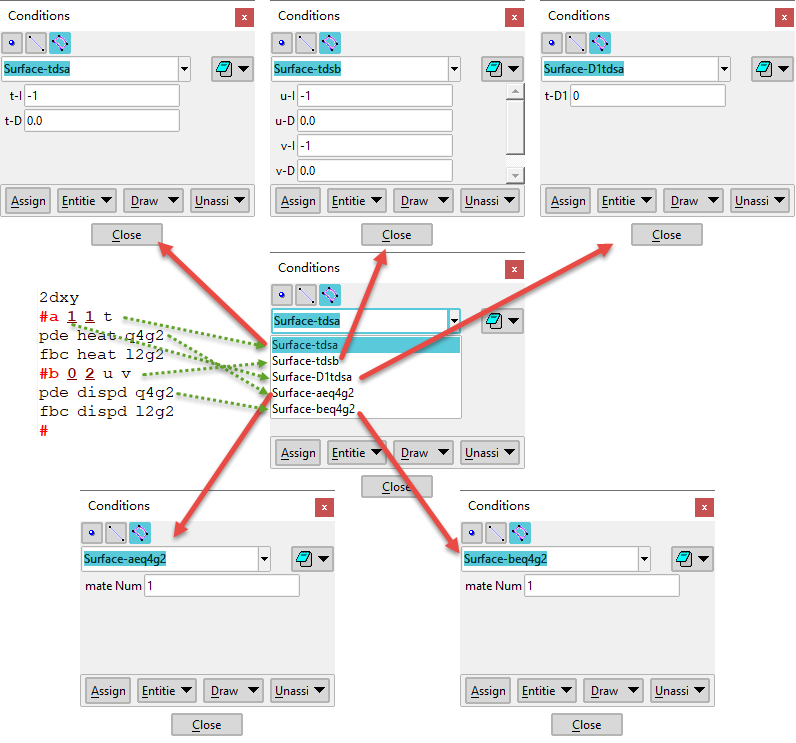 Conditions
x
Surface-tdsa
t-I -1
t-D 0.0
Assign Entitie Draw Unassi
Close
Conditions
x
Surface-tdsb
u-I -1
u-D 0.0
v-I -1
v-D 0.0
Assign Entitie Draw Unassi
Close
Conditions
x
Surface-D1tdsa
t-D1 0
Assign Entitie Draw Unassi
Close
2dxy
#a 1 1 t
pde heat q4g2
fbc heat l2g2
#b 0 2 u v
pde dispd q4g2
fbc dispd l2g2
#
Conditions
x
Surface-tdsa
Surface-tdsa
Surface-tdsb
Surface-D1tdsa
Surface-aeq4g2
Surface-beq4g2
Assign Entitie Draw Unassi
Close
Conditions
x
Surface-aeq4g2
mate Num 1
Assign Entitie Draw Unassi
Close
Conditions
x
Surface-beq4g2
mate Num 1
Assign Entitie Draw Unassi
Close